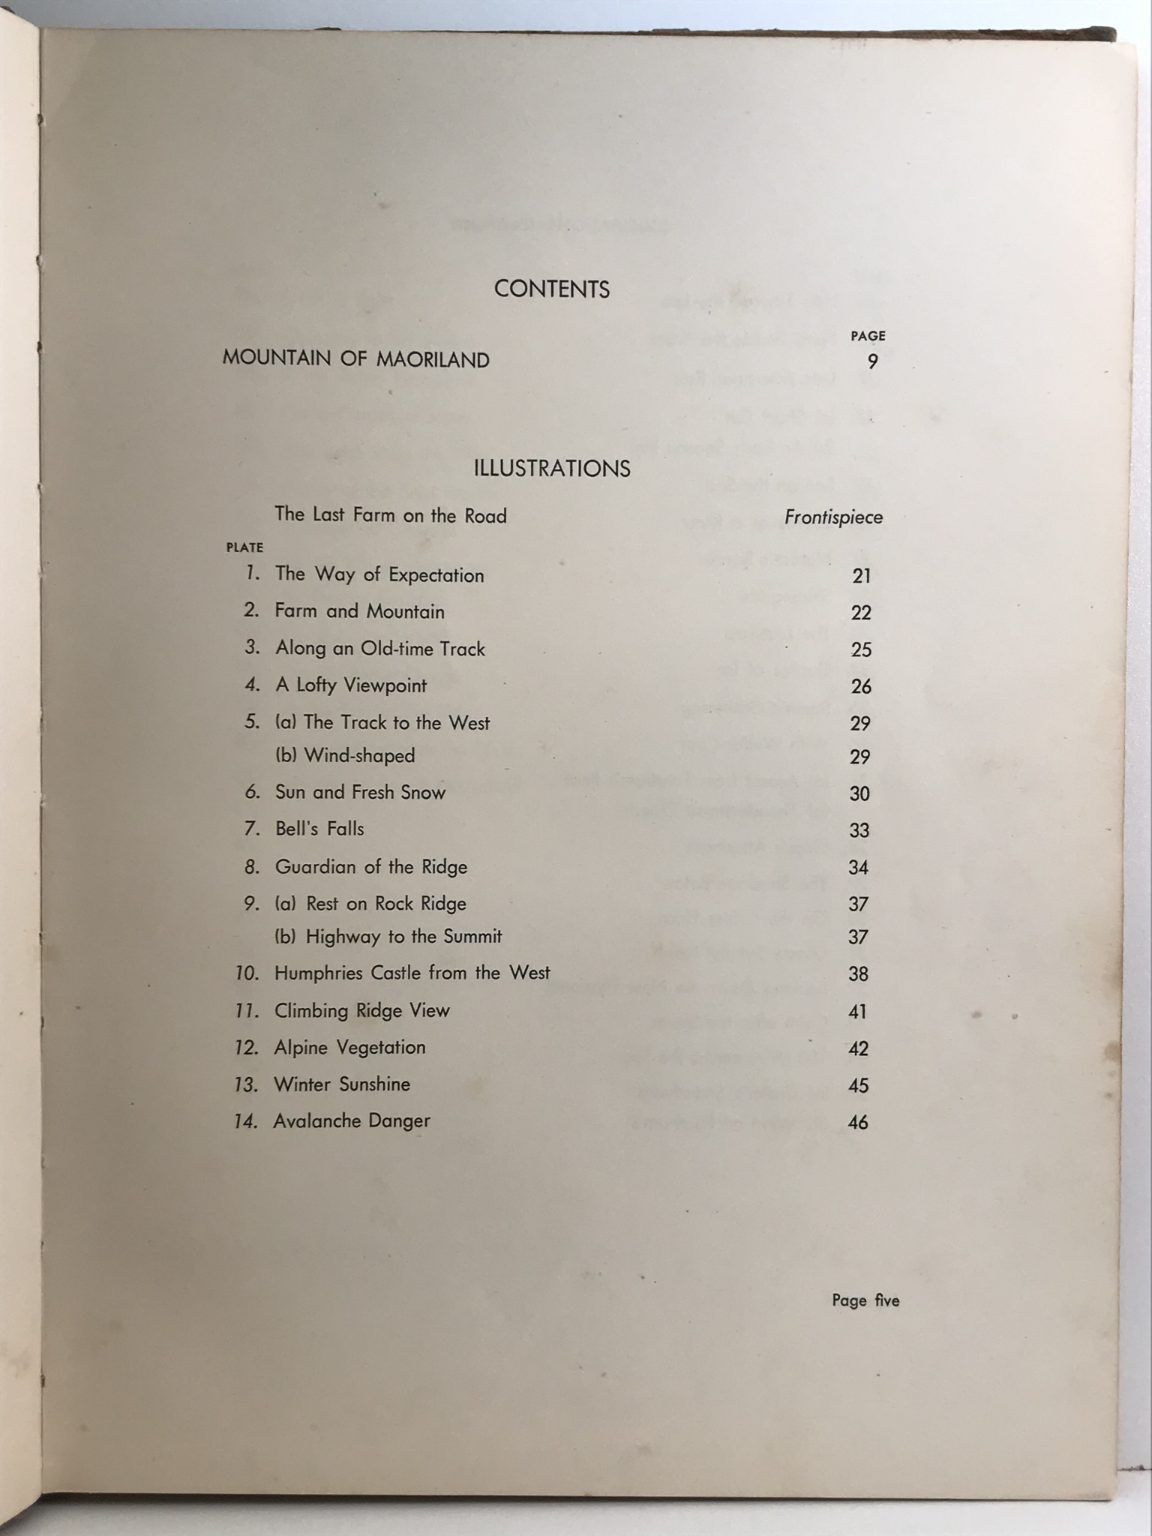 CONTENTS
PAGE
MOUNTAIN OF MAORILAND 9
ILLUSTRATIONS
The Last Farm on the Road Frontispiece
PLATE
1. The Way of Expectation 21
2. Farm and Mountain 22
3. Along an Old-time Track 25
4. A Lofty Viewpoint 26
5. (a) The Track to the West 29
(b) Wind-shaped 29
6. Sun and Fresh Snow 30
7. Bell's Falls 33
8. Guardian of the Ridge 34
9. (a) Rest on Rock Ridge 37
(b) Highway to the Summit 37
10. Humphries Castle from the West 38
11. Climbing Ridge View 41
12. Alpine Vegetation 42
13. Winter Sunshine 45
14. Avalanche Danger 46
Page five